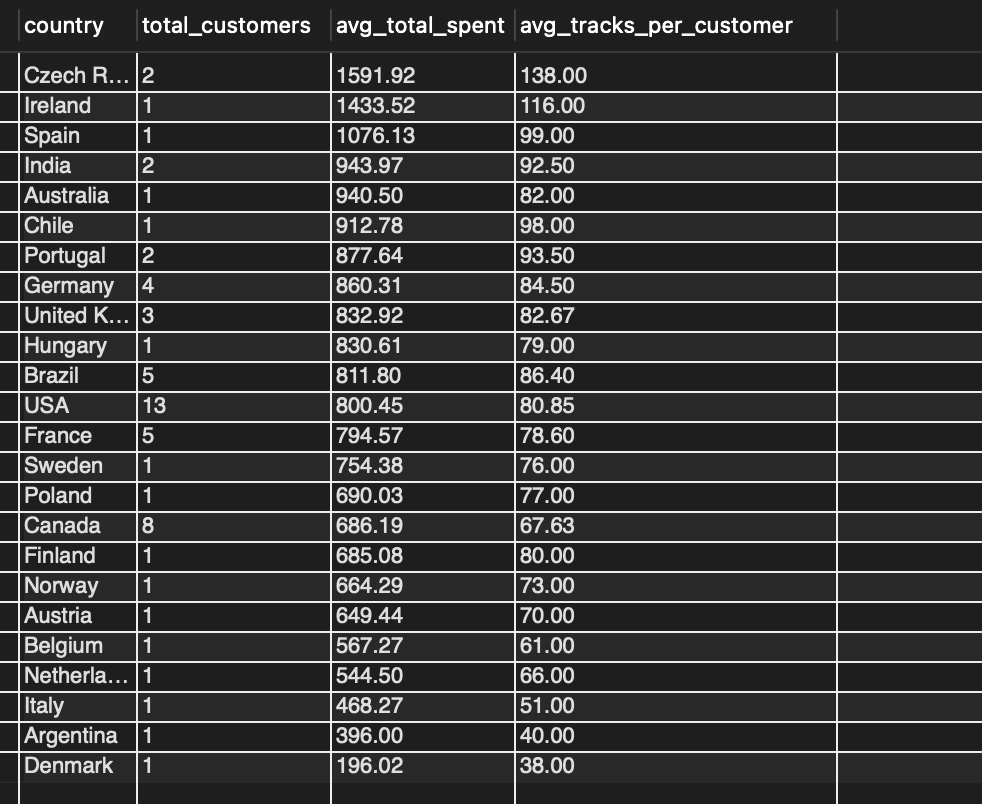 country total_customers avg_total_spent avg_tracks_per_customer
Czech R... 2 1591.92 138.00
Ireland 1 1433.52 116.00
Spain 1 1076.13 99.00
India 2 943.97 92.50
Australia 1 940.50 82.00
Chile 1 912.78 98.00
Portugal 2 877.64 93.50
Germany 4 860.31 84.50
United K... 3 832.92 82.67
Hungary 1 830.61 79.00
Brazil 5 811.80 86.40
USA 13 800.45 80.85
France 5 794.57 78.60
Sweden 1 754.38 76.00
Poland 1 690.03 77.00
Canada 8 686.19 67.63
Finland 1 685.08 80.00
Norway 1 664.29 73.00
Austria 1 649.44 70.00
Belgium 1 567.27 61.00
Netherla... 1 544.50 66.00
Italy 1 468.27 51.00
Argentina 1 396.00 40.00
Denmark 1 196.02 38.00